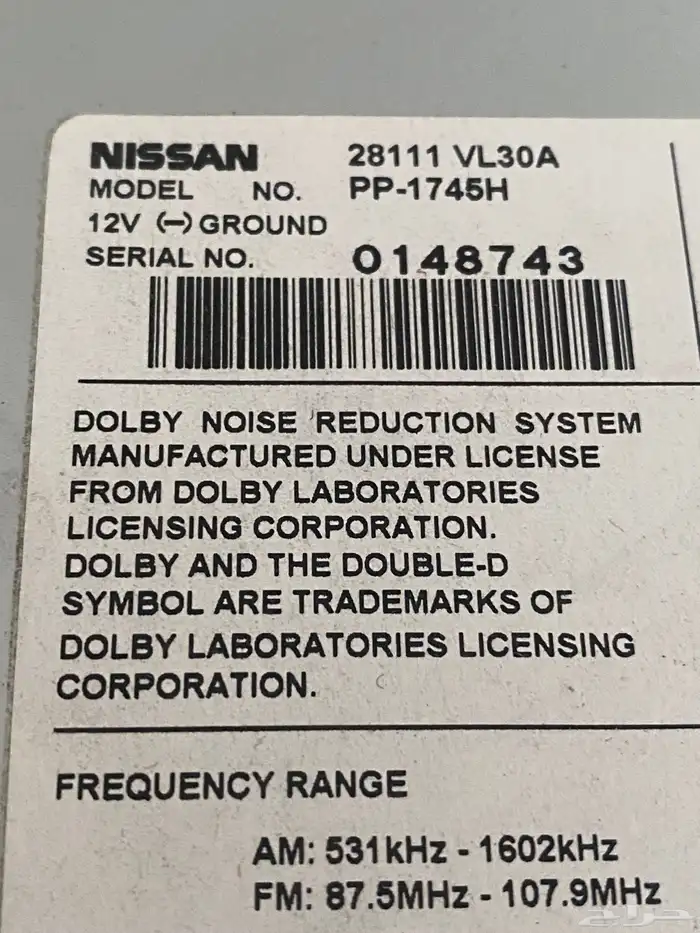 NISSAN 28111 VL30A
MODEL NO. PP-1745H
12V (-) GROUND
SERIAL NO. 0148743
DOLBY NOISE REDUCTION SYSTEM
MANUFACTURED UNDER LICENSE
FROM DOLBY LABORATORIES
LICENSING CORPORATION.
DOLBY AND THE DOUBLE-D
SYMBOL ARE TRADEMARKS OF
DOLBY LABORATORIES LICENSING
CORPORATION.
FREQUENCY RANGE
AM: 531kHz - 1602kHz
FM: 87.5MHz - 107.9MHz
حراج